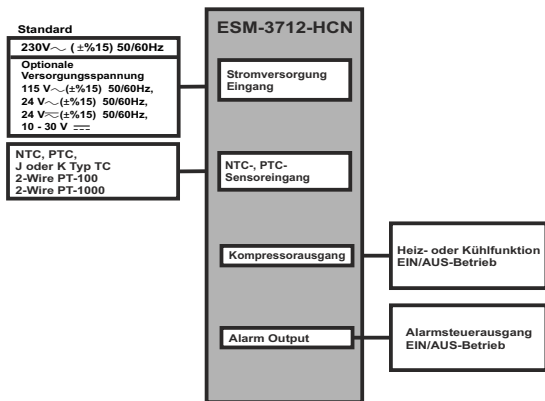 Standard
230V～ ( ±%15) 50/60Hz
Optionale
Versorgungsspannung
115 V～(±%15) 50/60Hz,
24 V～(±%15) 50/60Hz,
24 V⏦(±%15) 50/60Hz,
10 - 30 V ⎓
NTC, PTC,
J oder K Typ TC
2-Wire PT-100
2-Wire PT-1000
ESM-3712-HCN
Stromversorgung
Eingang
NTC-, PTC-
Sensoreingang
Kompressorausgang
Alarm Output
Heiz- oder Kühlfunktion
EIN/AUS-Betrieb
Alarmsteuerausgang
EIN/AUS-Betrieb